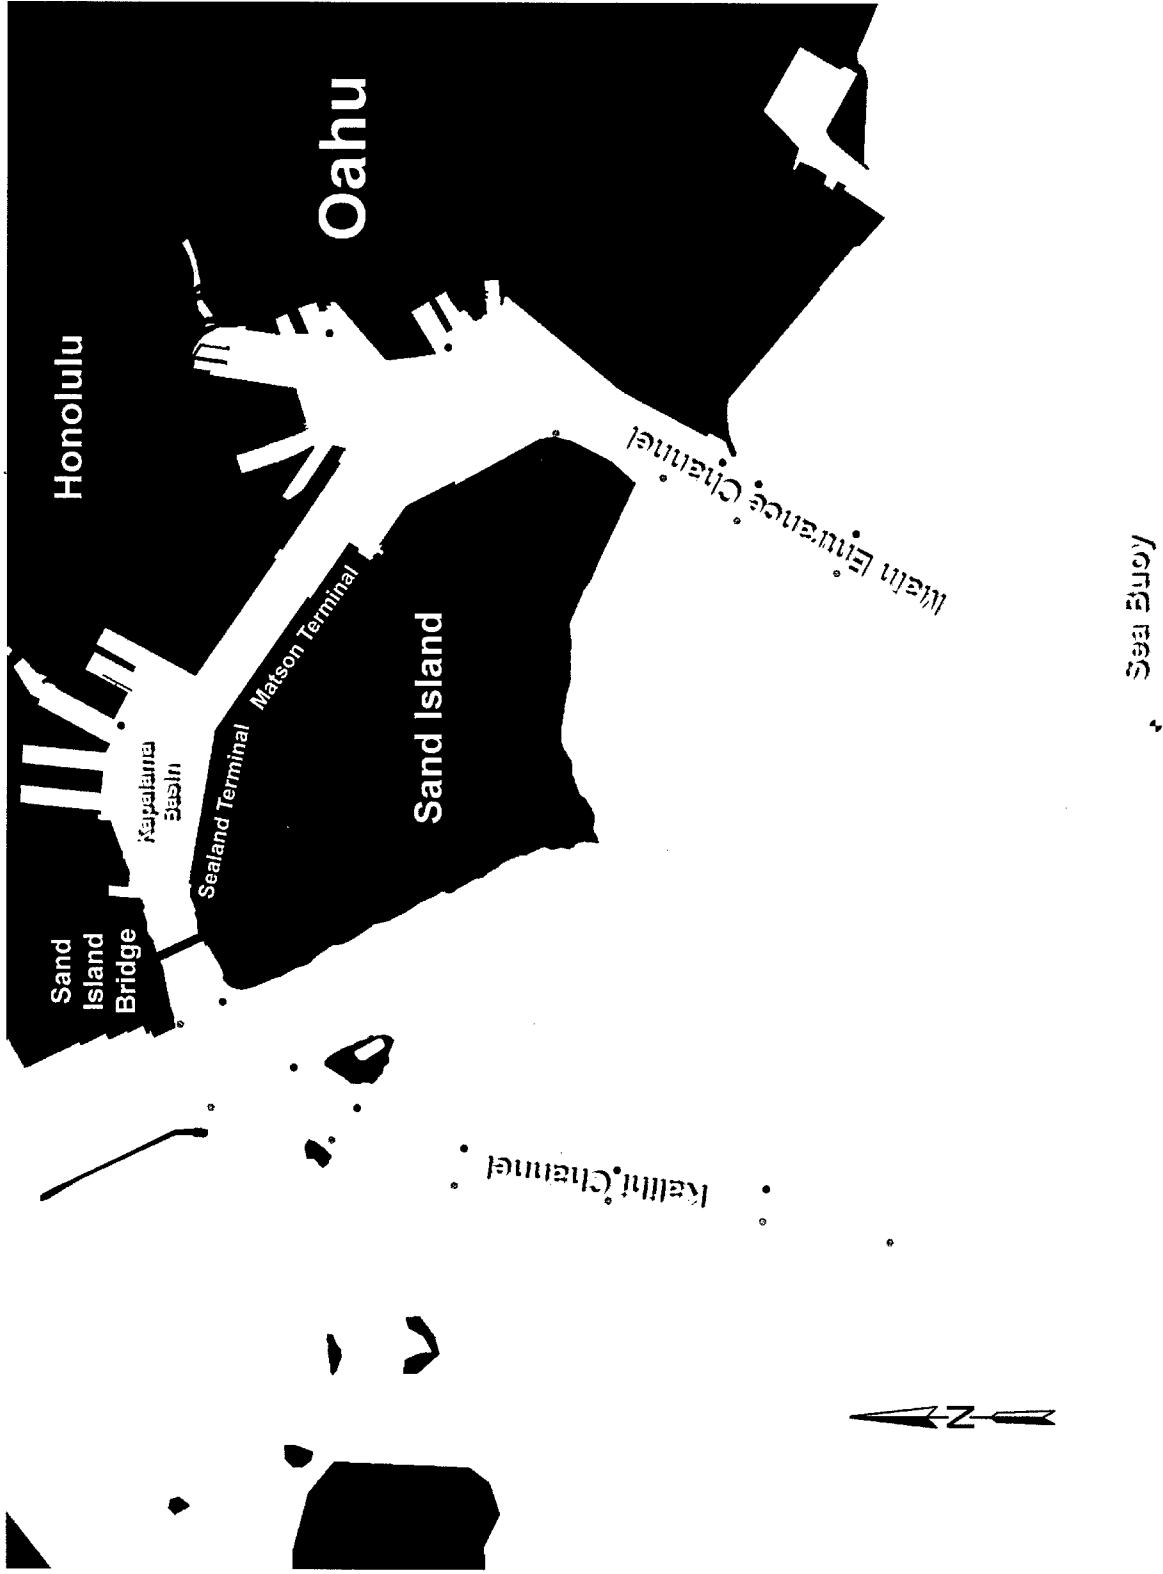 Oahu
Honolulu
Main Entrance Channel
Sea Buoy
Matson Terminal
Sand Island
Kapalama
Basin
Sealand Terminal
Sand
Island
Bridge
Kalihi Channel
N